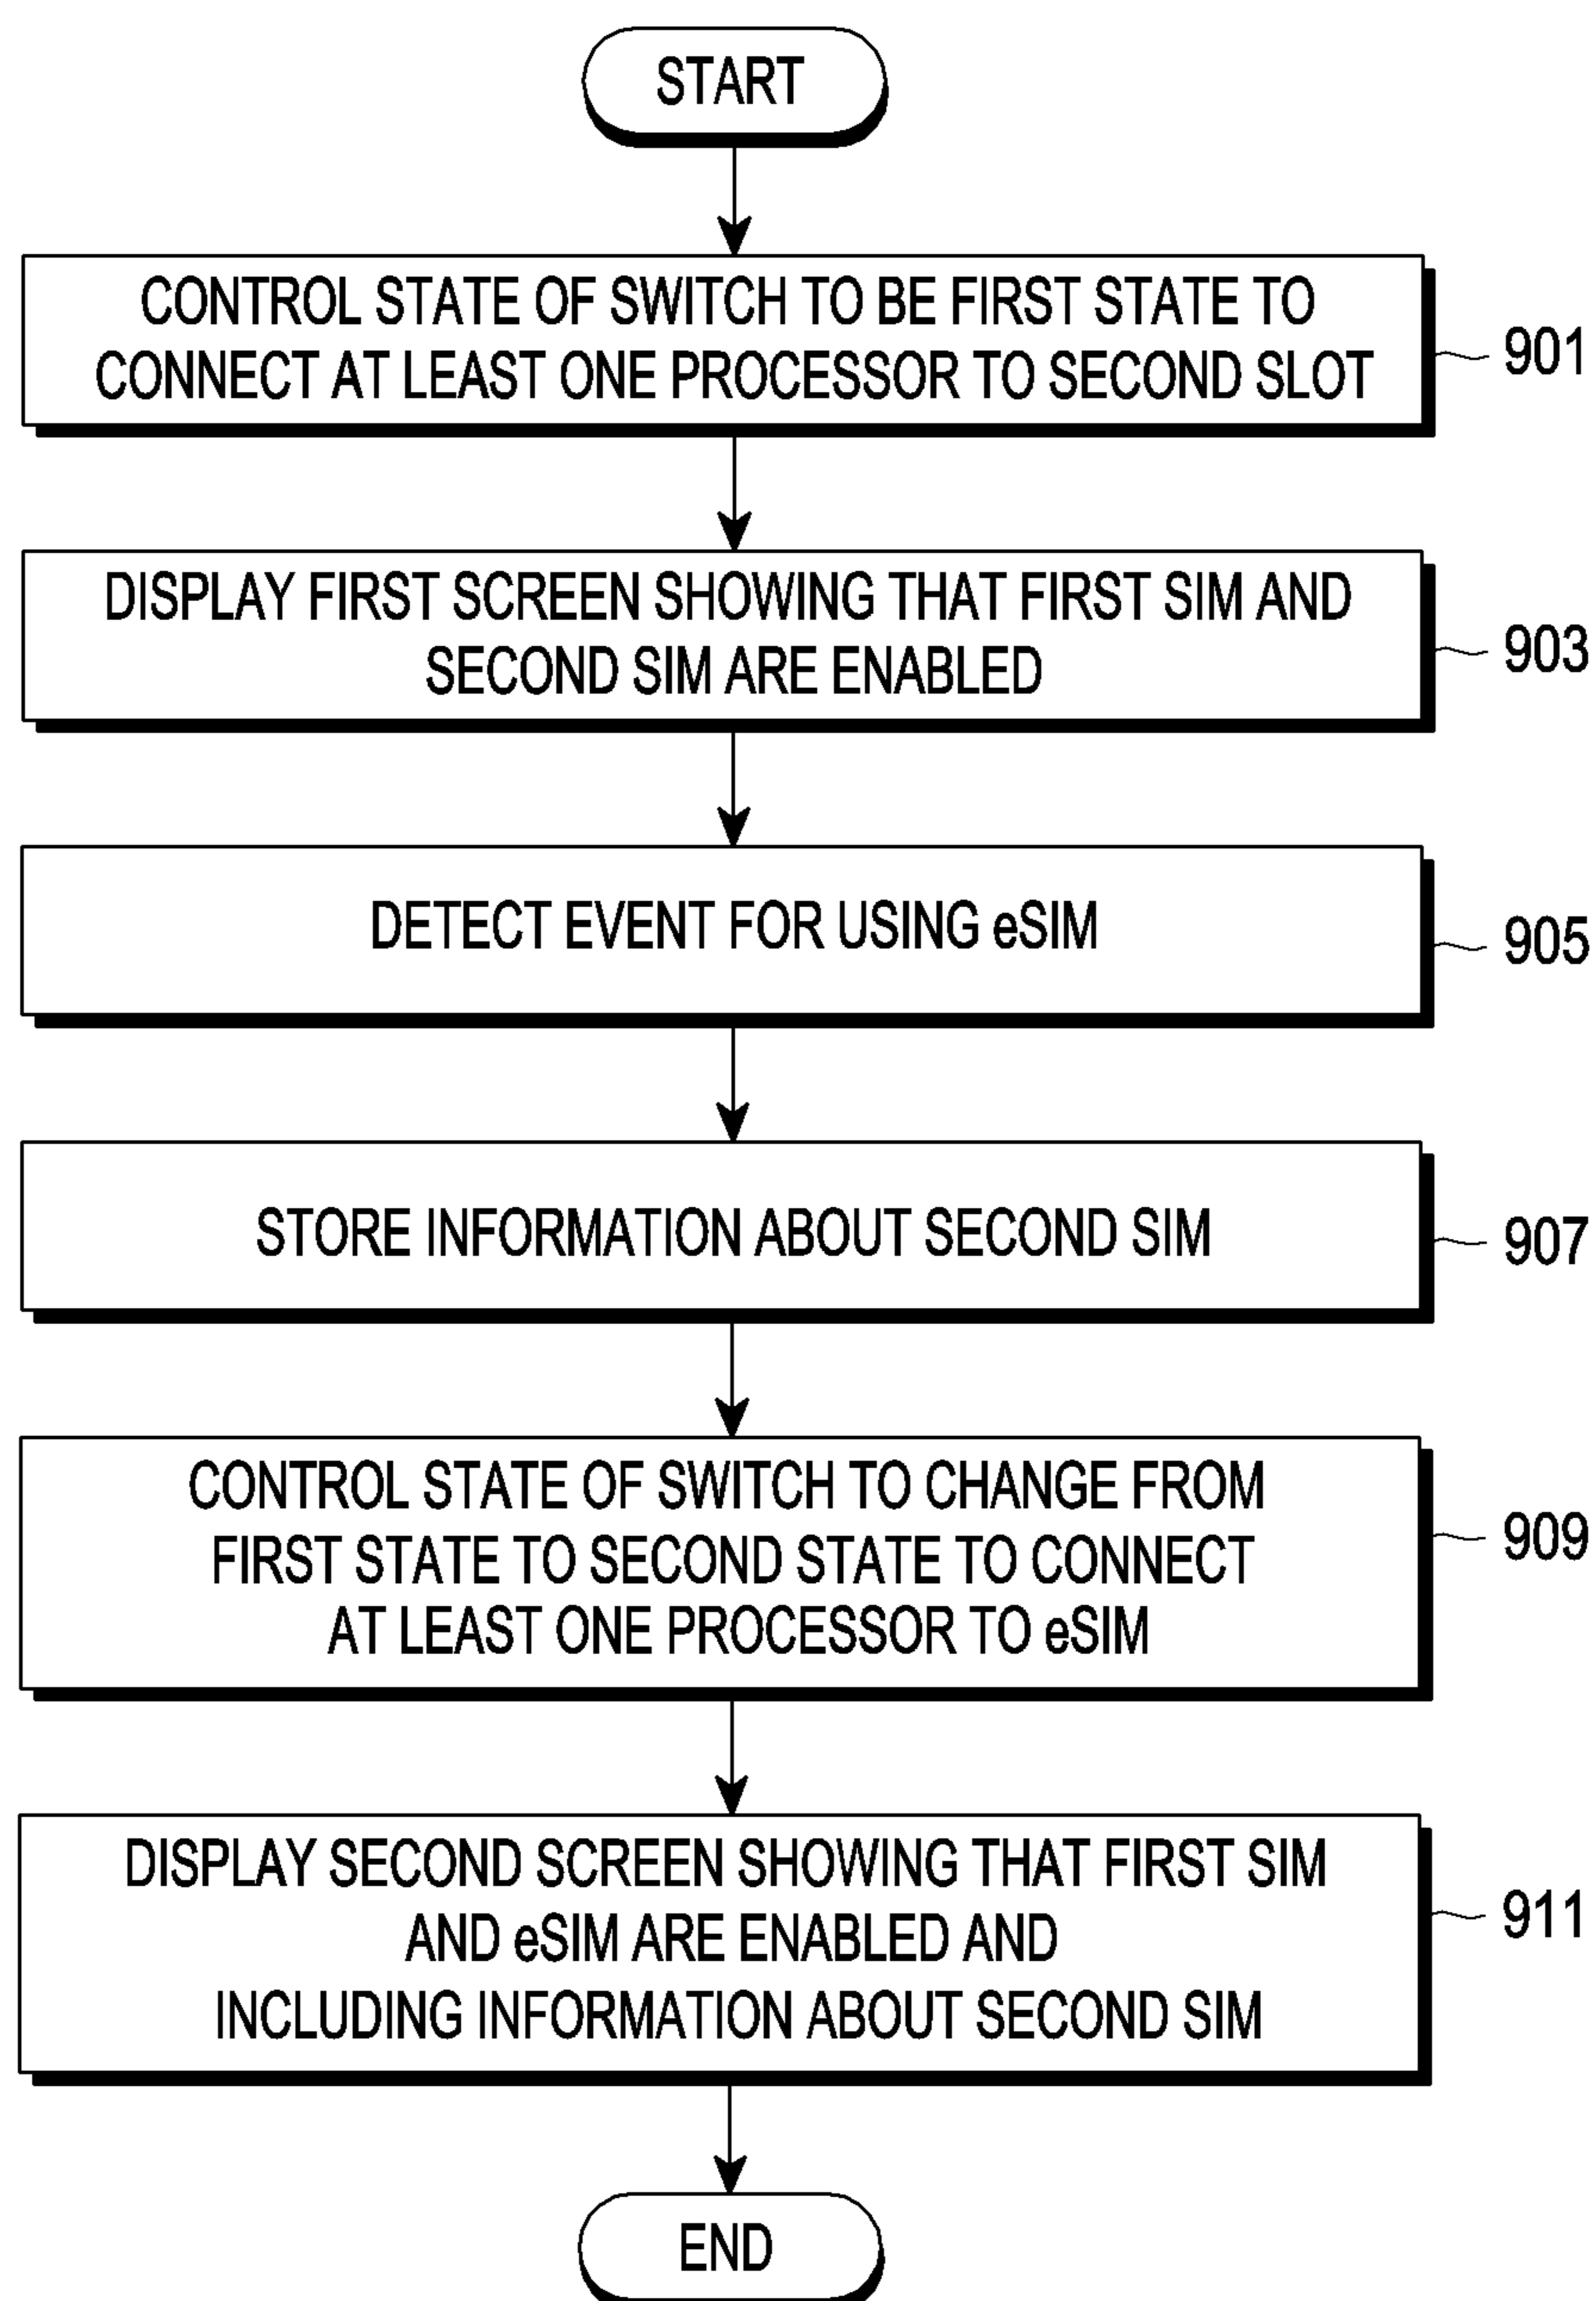 START
CONTROL STATE OF SWITCH TO BE FIRST STATE TO
CONNECT AT LEAST ONE PROCESSOR TO SECOND SLOT
901
DISPLAY FIRST SCREEN SHOWING THAT FIRST SIM AND
SECOND SIM ARE ENABLED
903
DETECT EVENT FOR USING eSIM
905
STORE INFORMATION ABOUT SECOND SIM
907
CONTROL STATE OF SWITCH TO CHANGE FROM
FIRST STATE TO SECOND STATE TO CONNECT
AT LEAST ONE PROCESSOR TO eSIM
909
DISPLAY SECOND SCREEN SHOWING THAT FIRST SIM
AND eSIM ARE ENABLED AND
INCLUDING INFORMATION ABOUT SECOND SIM
911
END